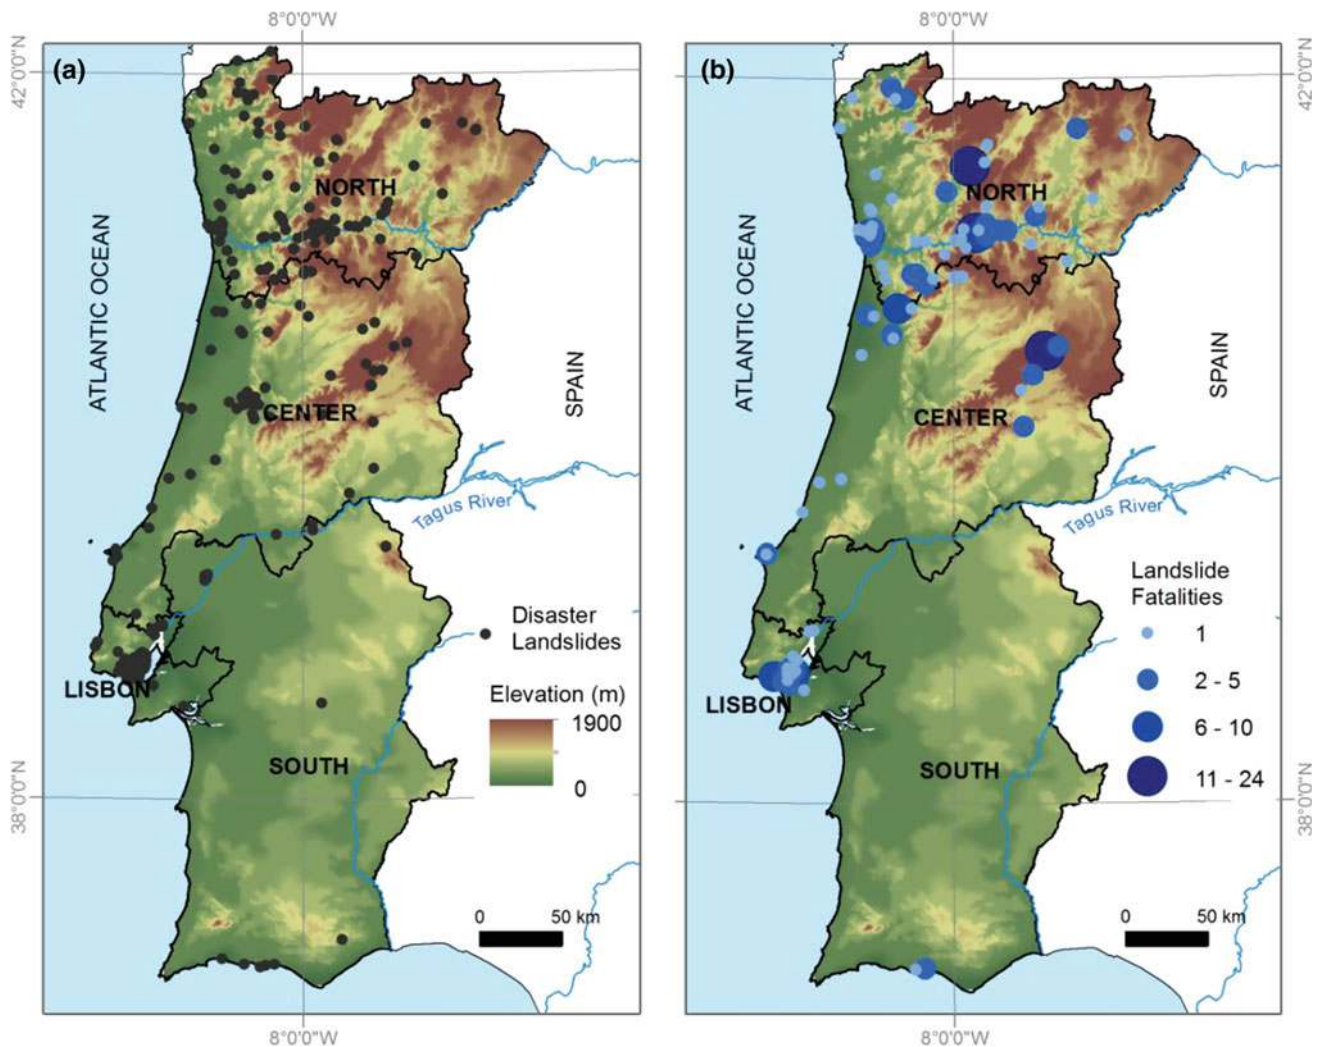 8°0'0"W
8°0'0"W
42°0'0"N
(a)
(b)
42°0'0"N
NORTH
NORTH
ATLANTIC OCEAN
ATLANTIC OCEAN
SPAIN
SPAIN
CENTER
CENTER
Tagus River
Tagus River
Disaster
Landslides
Landslide
Fatalities
1
2 - 5
6 - 10
11 - 24
LISBON
LISBON
Elevation (m)
1900
0
SOUTH
SOUTH
38°0'0"N
38°0'0"N
0 50 km
0 50 km
8°0'0"W
8°0'0"W